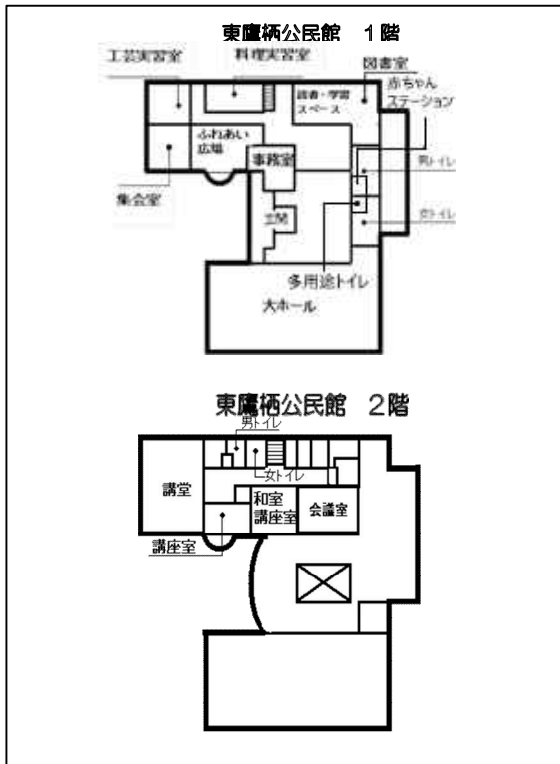 東鷹栖公民館 1階
工芸実習室
料理実習室
図書室
赤ちゃん
ステーション
読書・学習
スペース
ふれあい
広場
事務室
男トイレ
集会室
玄関
女トイレ
多用途トイレ
大ホール
東鷹栖公民館 2階
男トイレ
女トイレ
講堂
和室
講座室
会議室
講座室